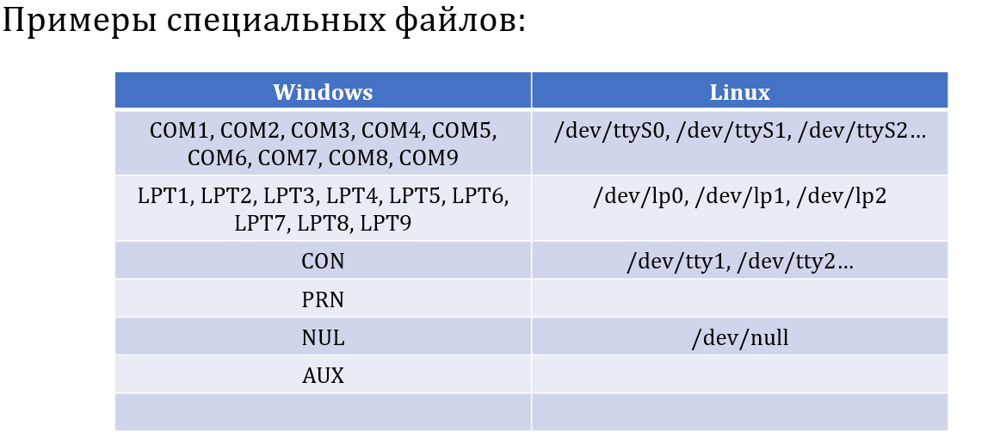 Примеры специальных файлов:
Windows
Linux
COM1, COM2, COM3, COM4, COM5,
COM6, COM7, COM8, COM9
/dev/ttyS0, /dev/ttyS1, /dev/ttyS2…
LPT1, LPT2, LPT3, LPT4, LPT5, LPT6,
LPT7, LPT8, LPT9
/dev/lp0, /dev/lp1, /dev/lp2
CON
/dev/tty1, /dev/tty2…
PRN
NUL
/dev/null
AUX